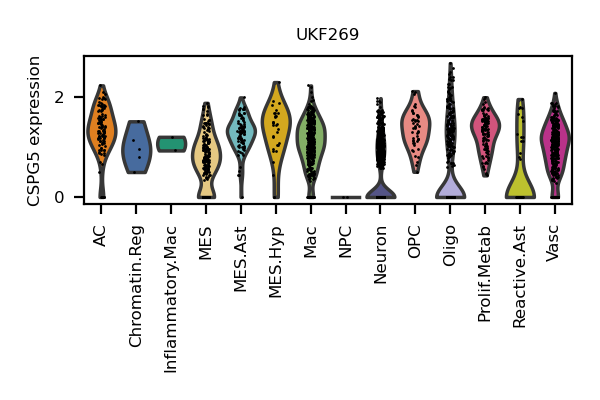 UKF269
CSPG5 expression
2
0
AC
Chromatin.Reg
Inflammatory.Mac
MES
MES.Ast
MES.Hyp
Mac
NPC
Neuron
OPC
Oligo
Prolif.Metab
Reactive.Ast
Vasc